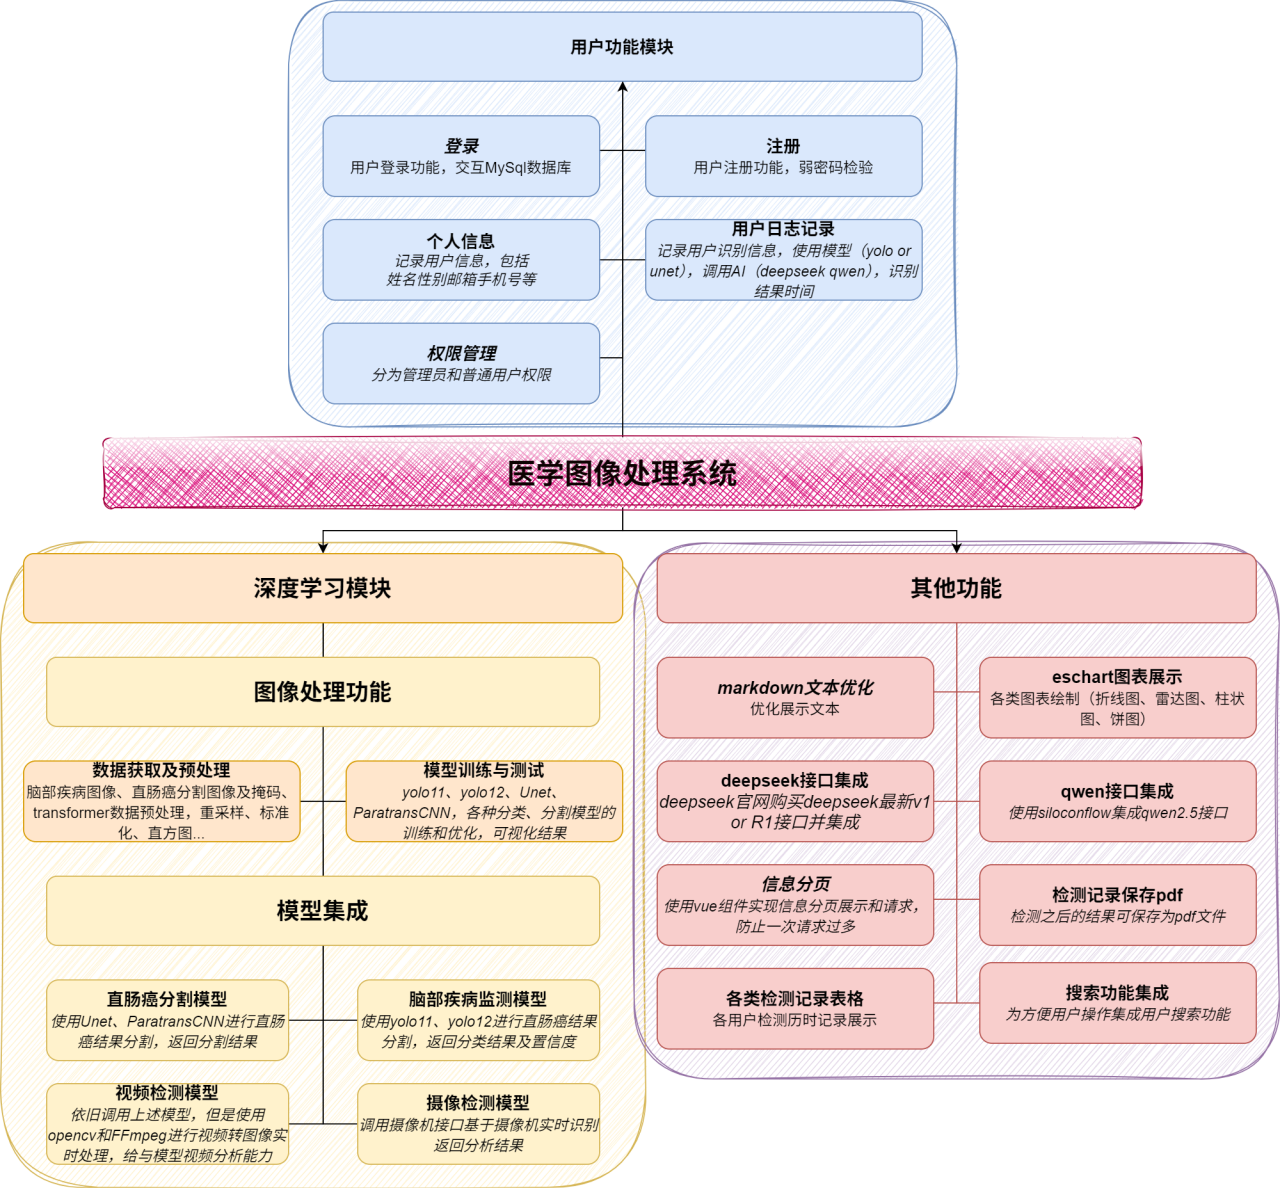 用户功能模块
登录
用户登录功能，交互MySql数据库
注册
用户注册功能，弱密码检验
个人信息
记录用户信息，包括
姓名性别邮箱手机号等
用户日志记录
记录用户识别信息，使用模型（yolo or
unet），调用AI（deepseek qwen），识别
结果时间
权限管理
分为管理员和普通用户权限
医学图像处理系统
深度学习模块
图像处理功能
数据获取及预处理
脑部疾病图像、直肠癌分割图像及掩码、
transformer数据预处理，重采样、标准
化、直方图...
模型训练与测试
yolo11、yolo12、Unet、
ParatransCNN，各种分类、分割模型的
训练和优化，可视化结果
模型集成
直肠癌分割模型
使用Unet、ParatransCNN进行直肠
癌结果分割，返回分割结果
脑部疾病监测模型
使用yolo11、yolo12进行直肠癌结果
分割，返回分类结果及置信度
视频检测模型
依旧调用上述模型，但是使用
opencv和FFmpeg进行视频转图像实
时处理，给与模型视频分析能力
摄像检测模型
调用摄像机接口基于摄像机实时识别
返回分析结果
其他功能
markdown文本优化
优化展示文本
eschart图表展示
各类图表绘制（折线图、雷达图、柱状
图、饼图）
deepseek接口集成
deepseek官网购买deepseek最新v1
or R1接口并集成
qwen接口集成
使用siloconflow集成qwen2.5接口
信息分页
使用vue组件实现信息分页展示和请求，
防止一次请求过多
检测记录保存pdf
检测之后的结果可保存为pdf文件
各类检测记录表格
各用户检测历时记录展示
搜索功能集成
为方便用户操作集成用户搜索功能